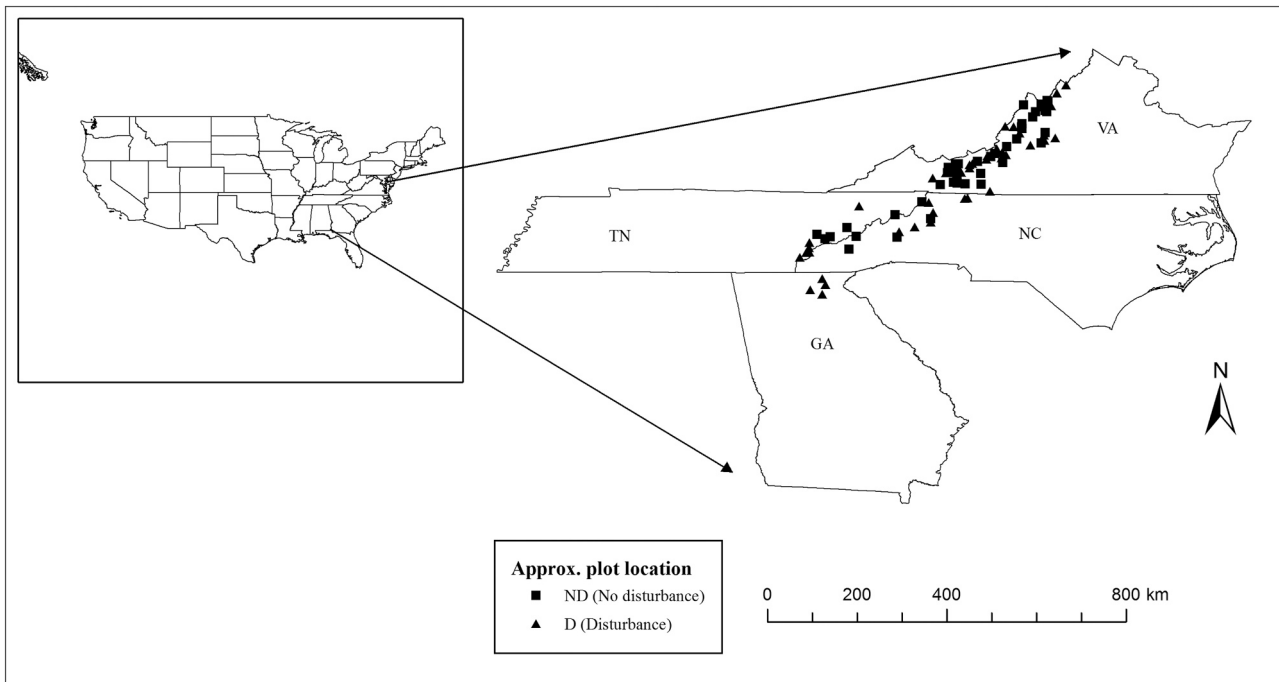 VA
TN
NC
GA
N
Approx. plot location
ND (No disturbance)
D (Disturbance)
0 200 400 800 km